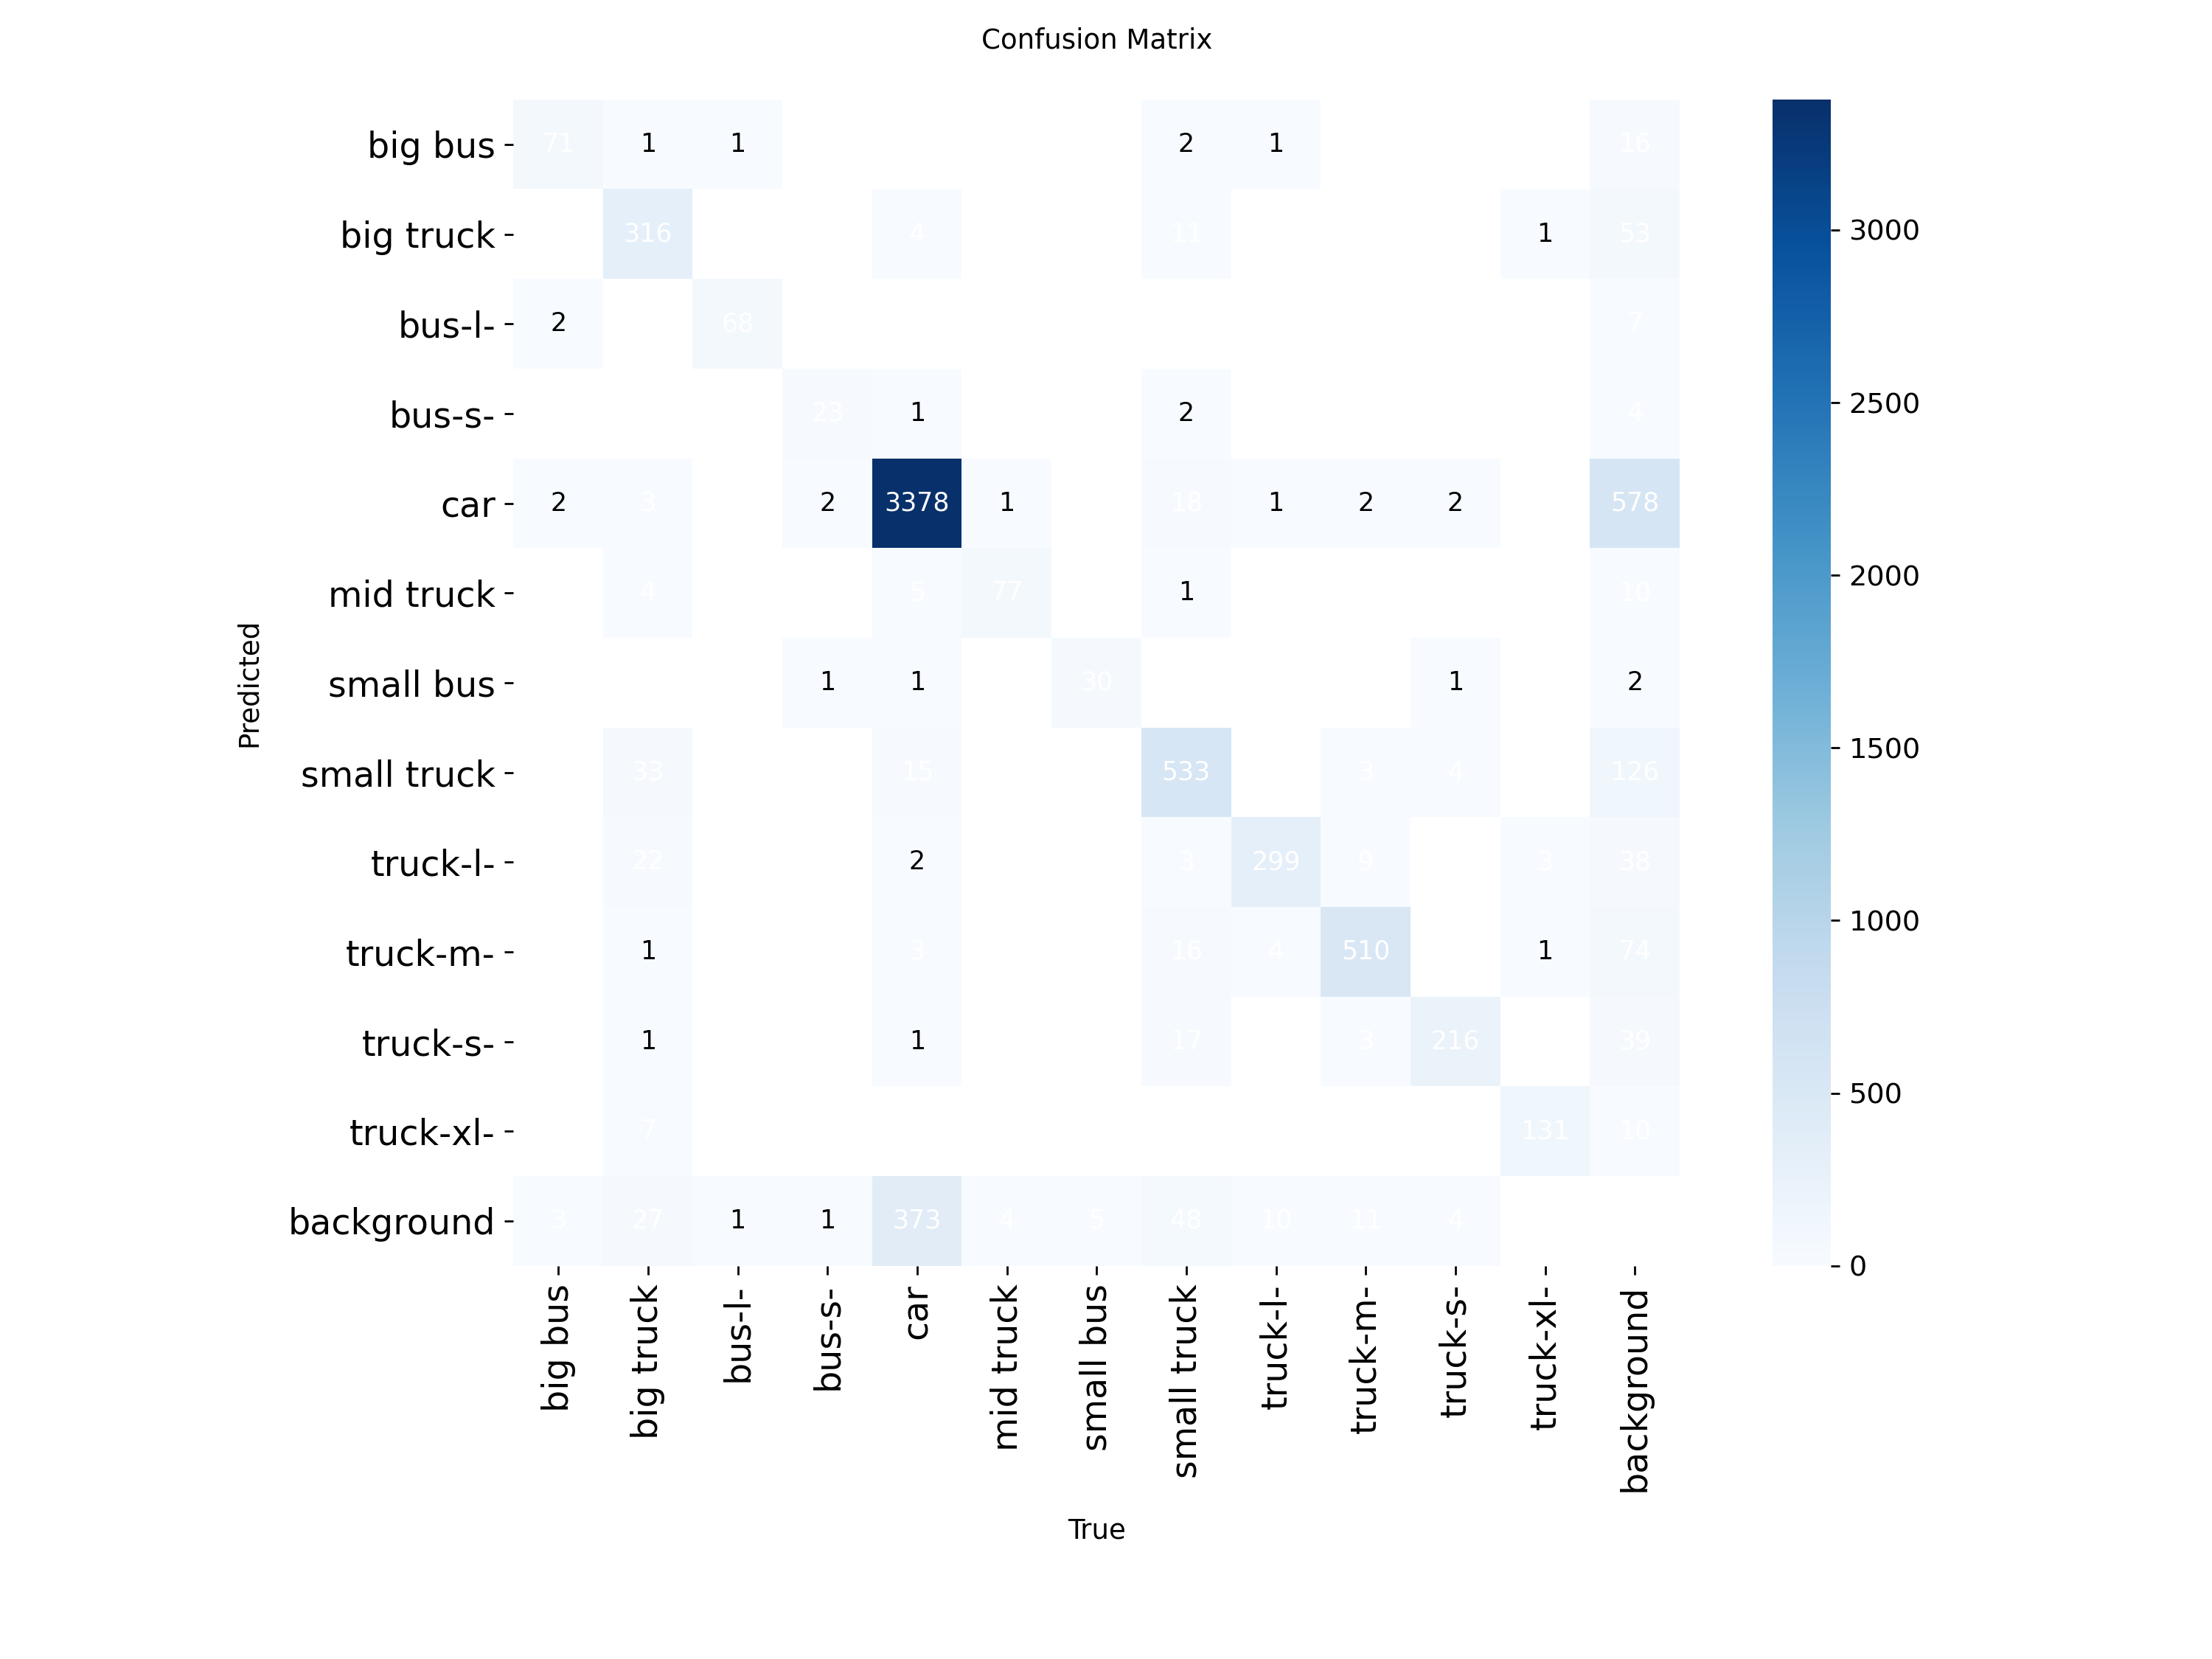 Confusion Matrix
big bus 71 1 1 2 1 16
big truck 316 4 11 1 53
bus-l- 2 68 7
bus-s- 23 1 2 4
car 2 3 2 3378 1 18 1 2 2 578
mid truck 4 5 77 1 10
small bus 1 1 30 1 2
small truck 33 15 533 3 4 126
truck-l- 22 2 3 299 9 3 38
truck-m- 1 3 16 4 510 1 74
truck-s- 1 1 17 3 216 39
truck-xl- 7 131 10
background 3 27 1 1 373 4 5 48 10 11 4
Predicted
big bus
big truck
bus-l-
bus-s-
car
mid truck
small bus
small truck
truck-l-
truck-m-
truck-s-
truck-xl-
background
True
3000
2500
2000
1500
1000
500
0